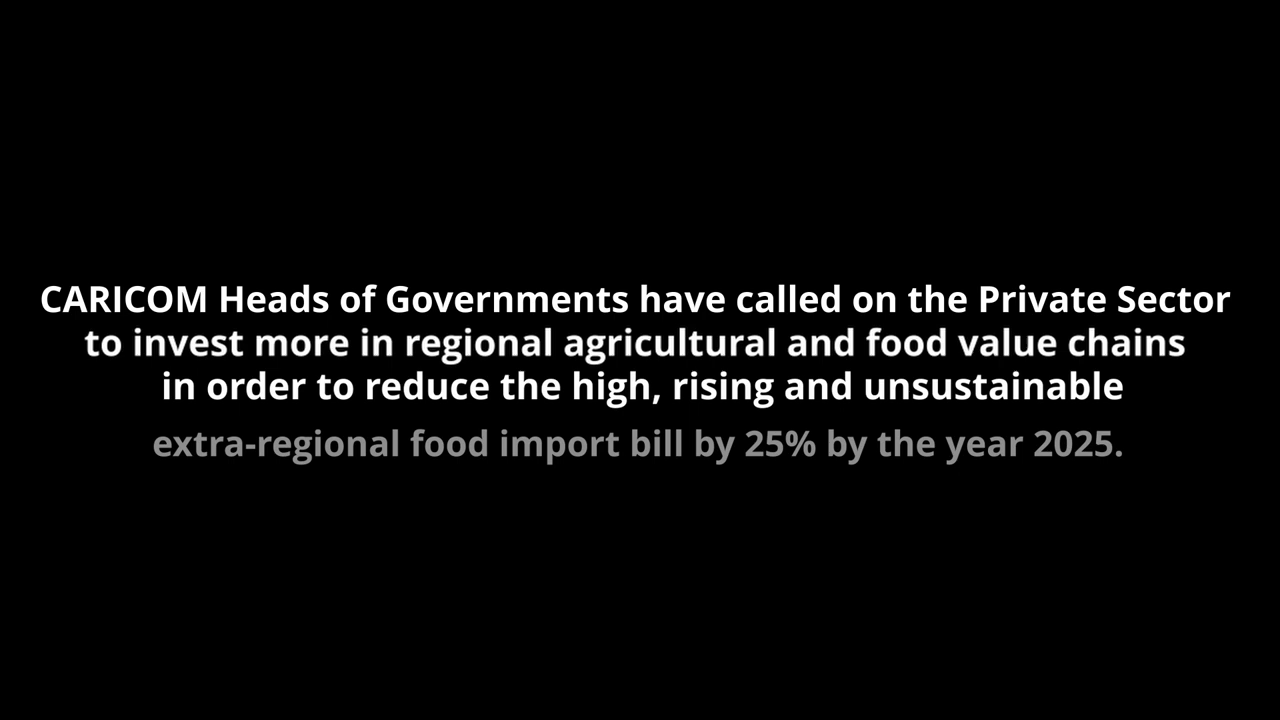 CARICOM Heads of Governments have called on the Private Sector
to invest more in regional agricultural and food value chains
in order to reduce the high, rising and unsustainable
extra-regional food import bill by 25% by the year 2025.